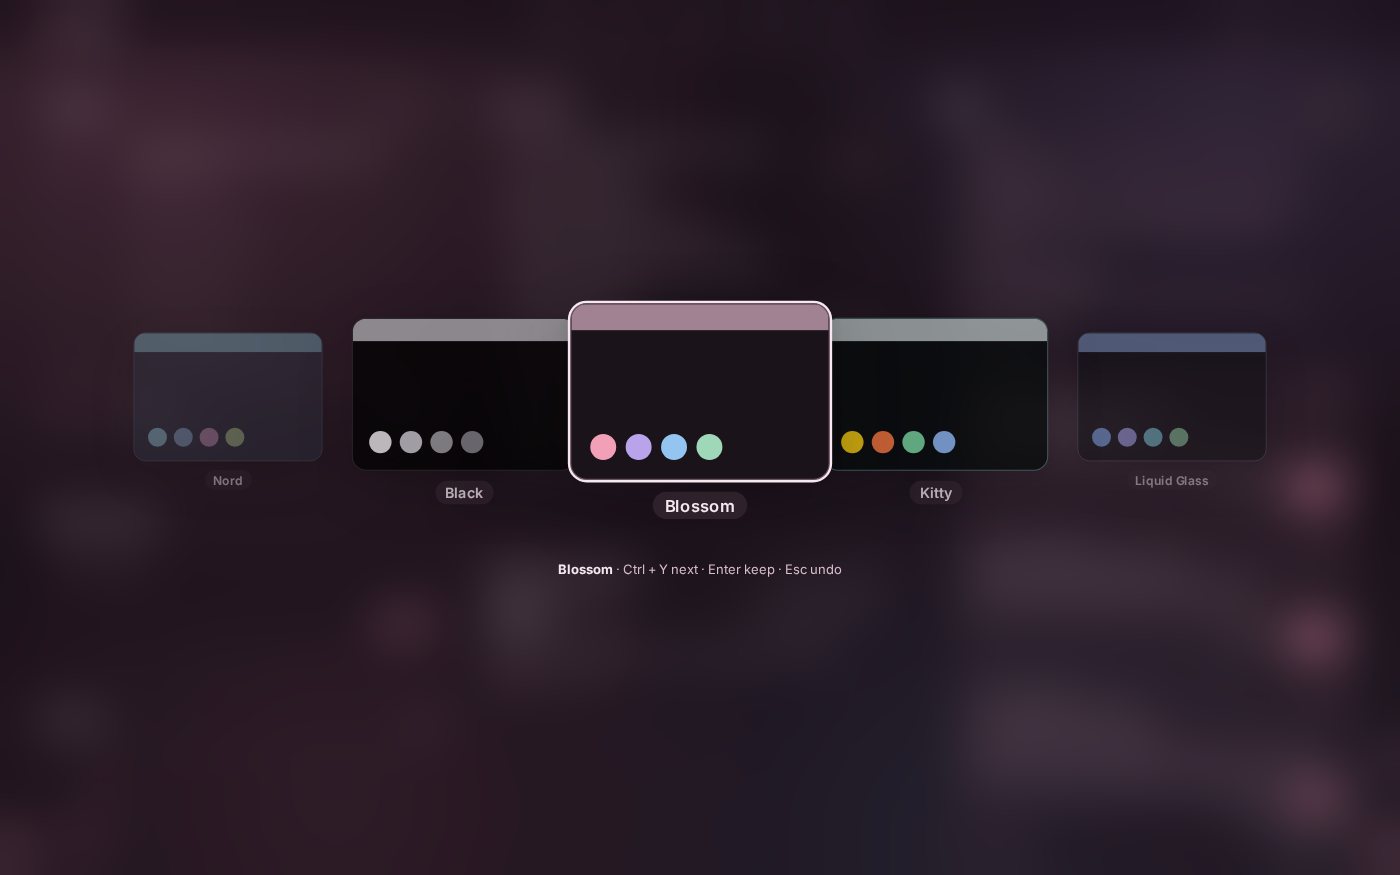 Nord
Black
Blossom
Kitty
Liquid Glass
Blossom · Ctrl + Y next · Enter keep · Esc undo